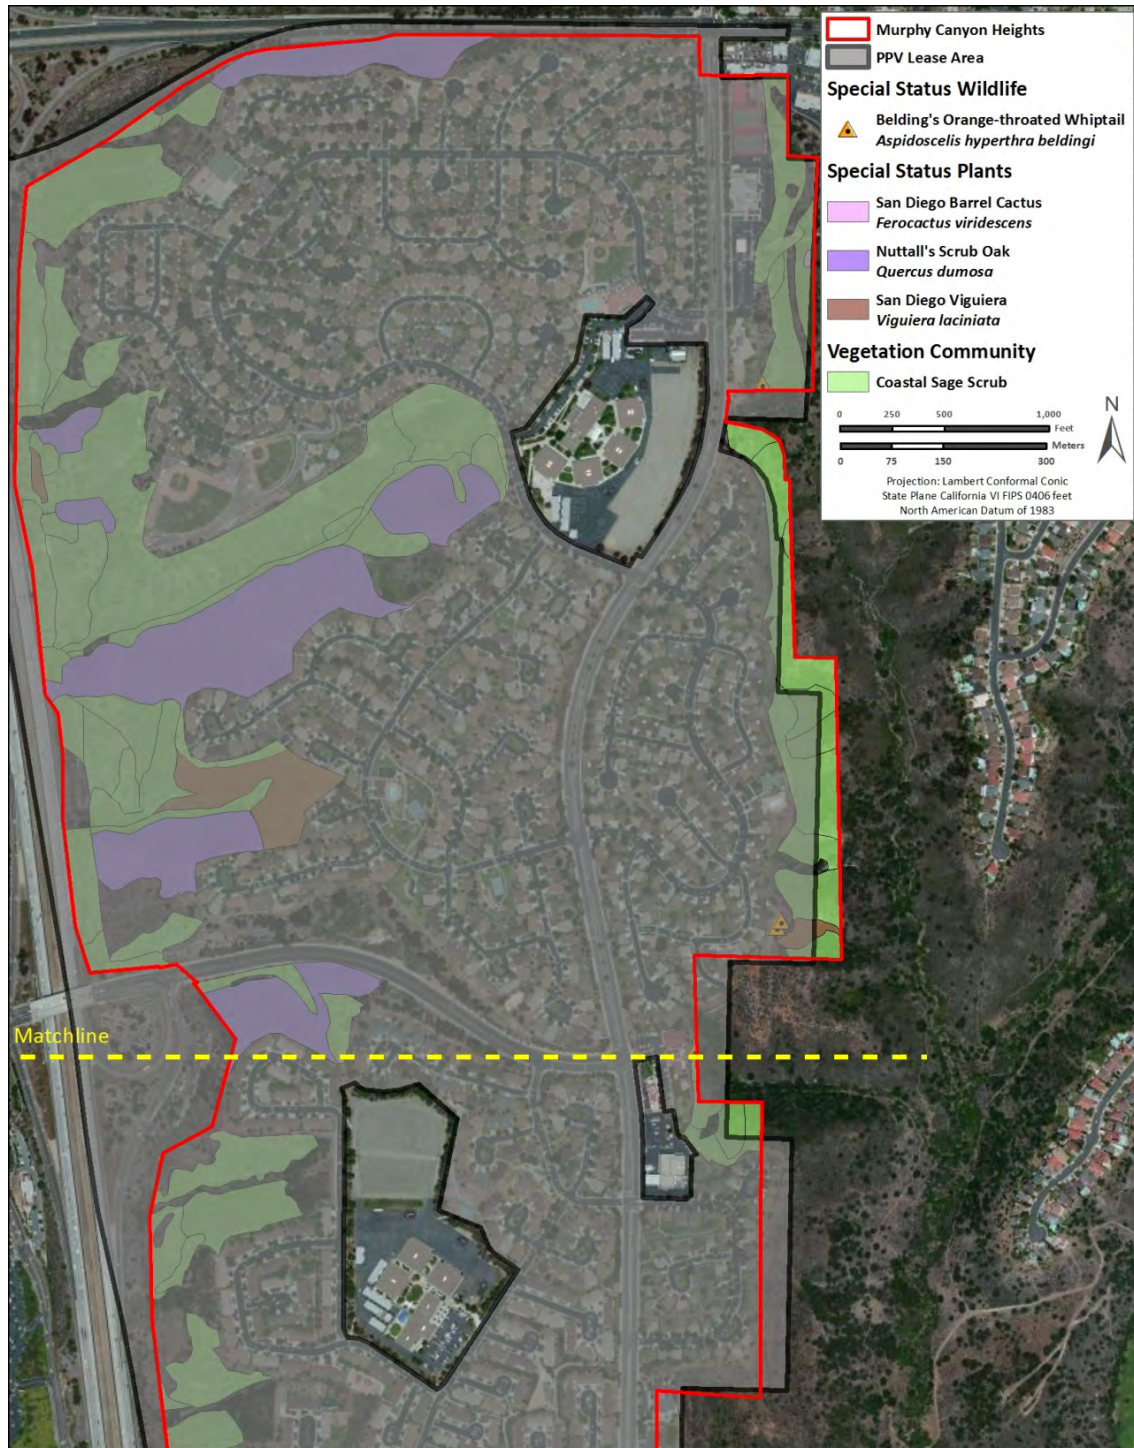 Murphy Canyon Heights
PPV Lease Area
Special Status Wildlife
Belding's Orange-throated Whiptail
Aspidoscelis hyperthra beldingi
Special Status Plants
San Diego Barrel Cactus
Ferocactus viridescens
Nuttall's Scrub Oak
Quercus dumosa
San Diego Viguiera
Viguiera laciniata
Vegetation Community
Coastal Sage Scrub
N
0 250 500 1,000
Feet
Meters
0 75 150 300
Projection: Lambert Conformal Conic
State Plane California VI FIPS 0406 feet
North American Datum of 1983
Matchline